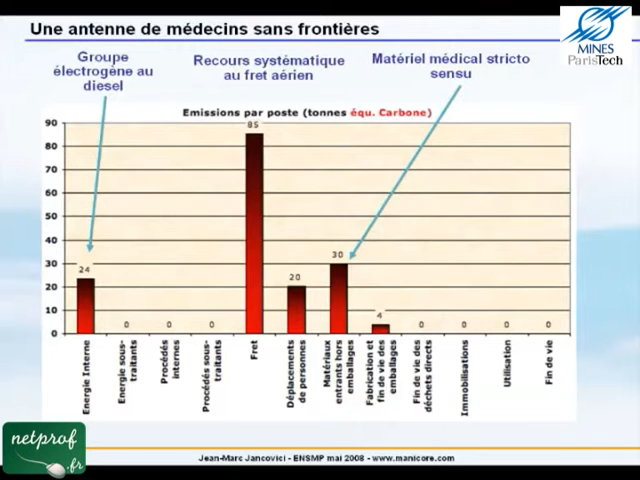 Une antenne de médecins sans frontières
MINES
ParisTech
Groupe
électrogène au
diesel
Recours systématique
au fret aérien
Matériel médical stricto
sensu
Emissions par poste (tonnes équ. Carbone)
90
80
70
60
50
40
30
20
10
0
24
0
0
0
85
20
30
4
0
0
0
0
Energie Interne
Energie sous-
traitants
Procédés
internes
Procédés sous-
traitants
Fret
Déplacements
de personnes
Matériaux
entrants hors
emballages
Fabrication et
fin de vie des
emballages
Fin de vie des
déchets directs
Immobilisations
Utilisation
Fin de vie
netprof
.fr
Jean-Marc Jancovici - ENSMP mai 2008 - www.manicore.com